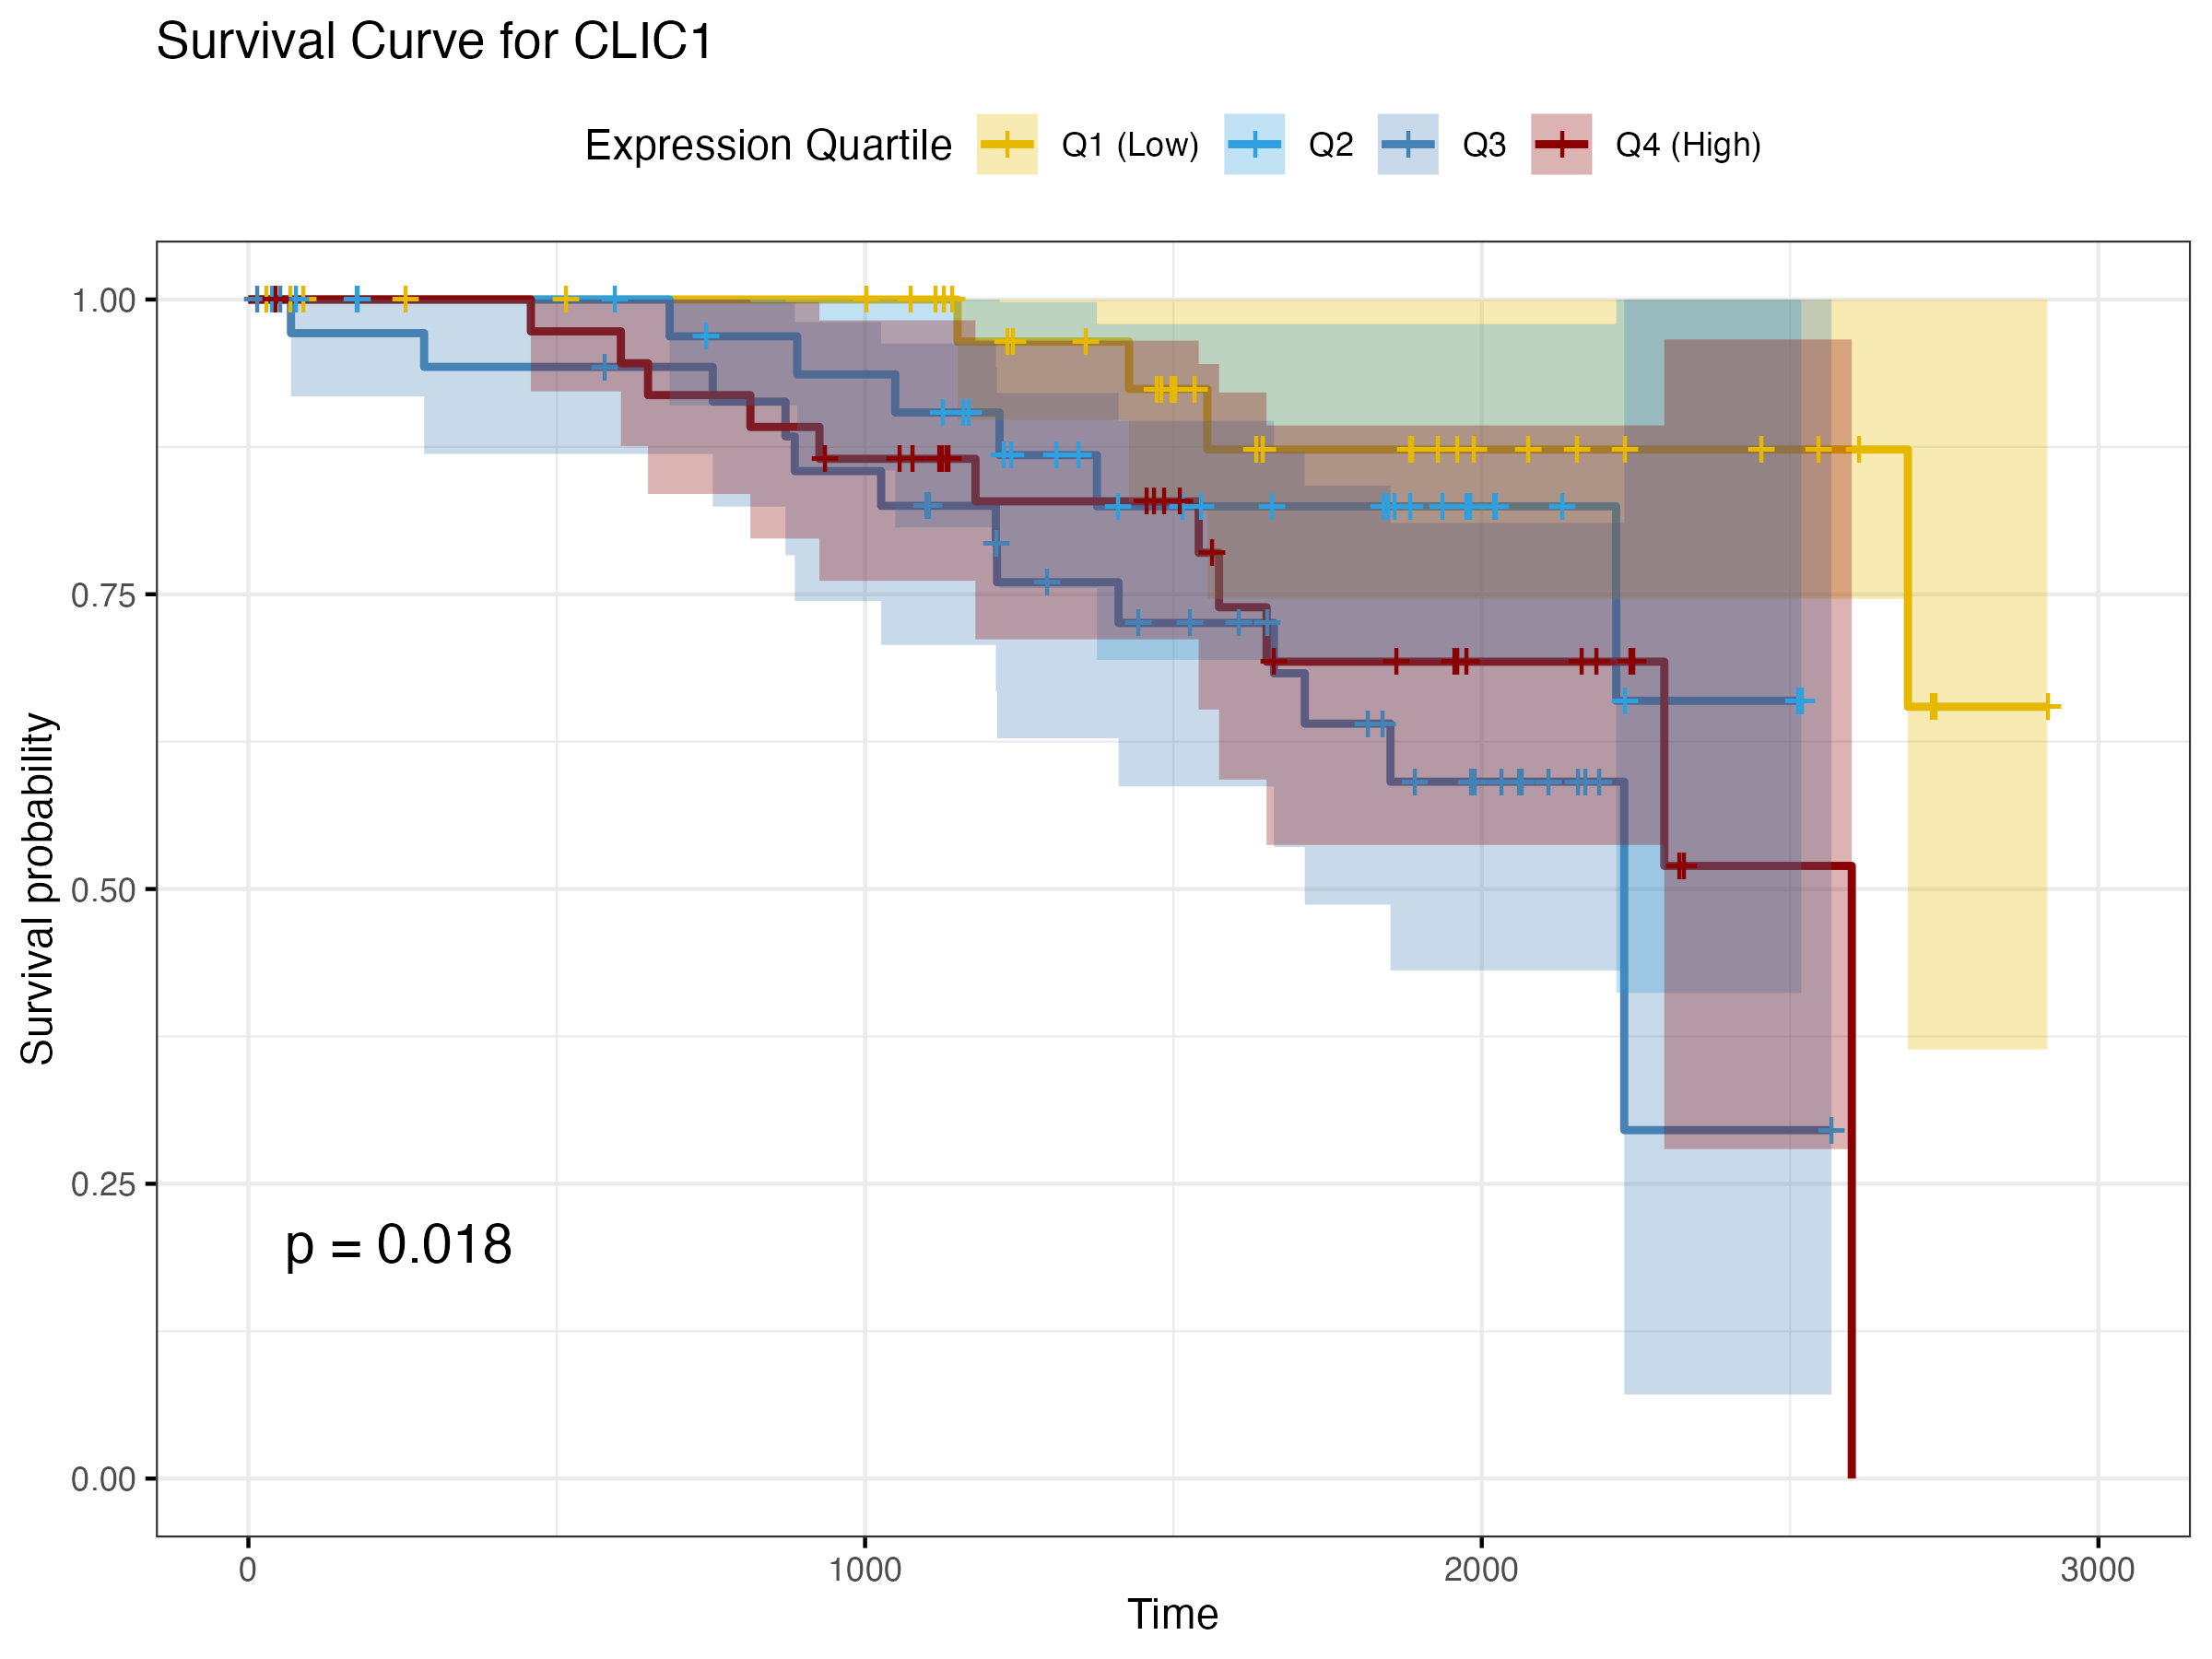 Survival Curve for CLIC1
Expression Quartile Q1 (Low) Q2 Q3 Q4 (High)
Survival probability
1.00
0.75
0.50
0.25
0.00
p = 0.018
0 1000 2000 3000
Time